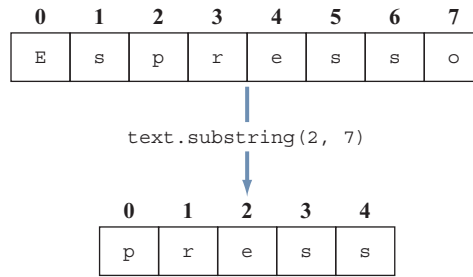 0 1 2 3 4 5 6 7
E s p r e s s o
text.substring(2, 7)
0 1 2 3 4
p r e s s